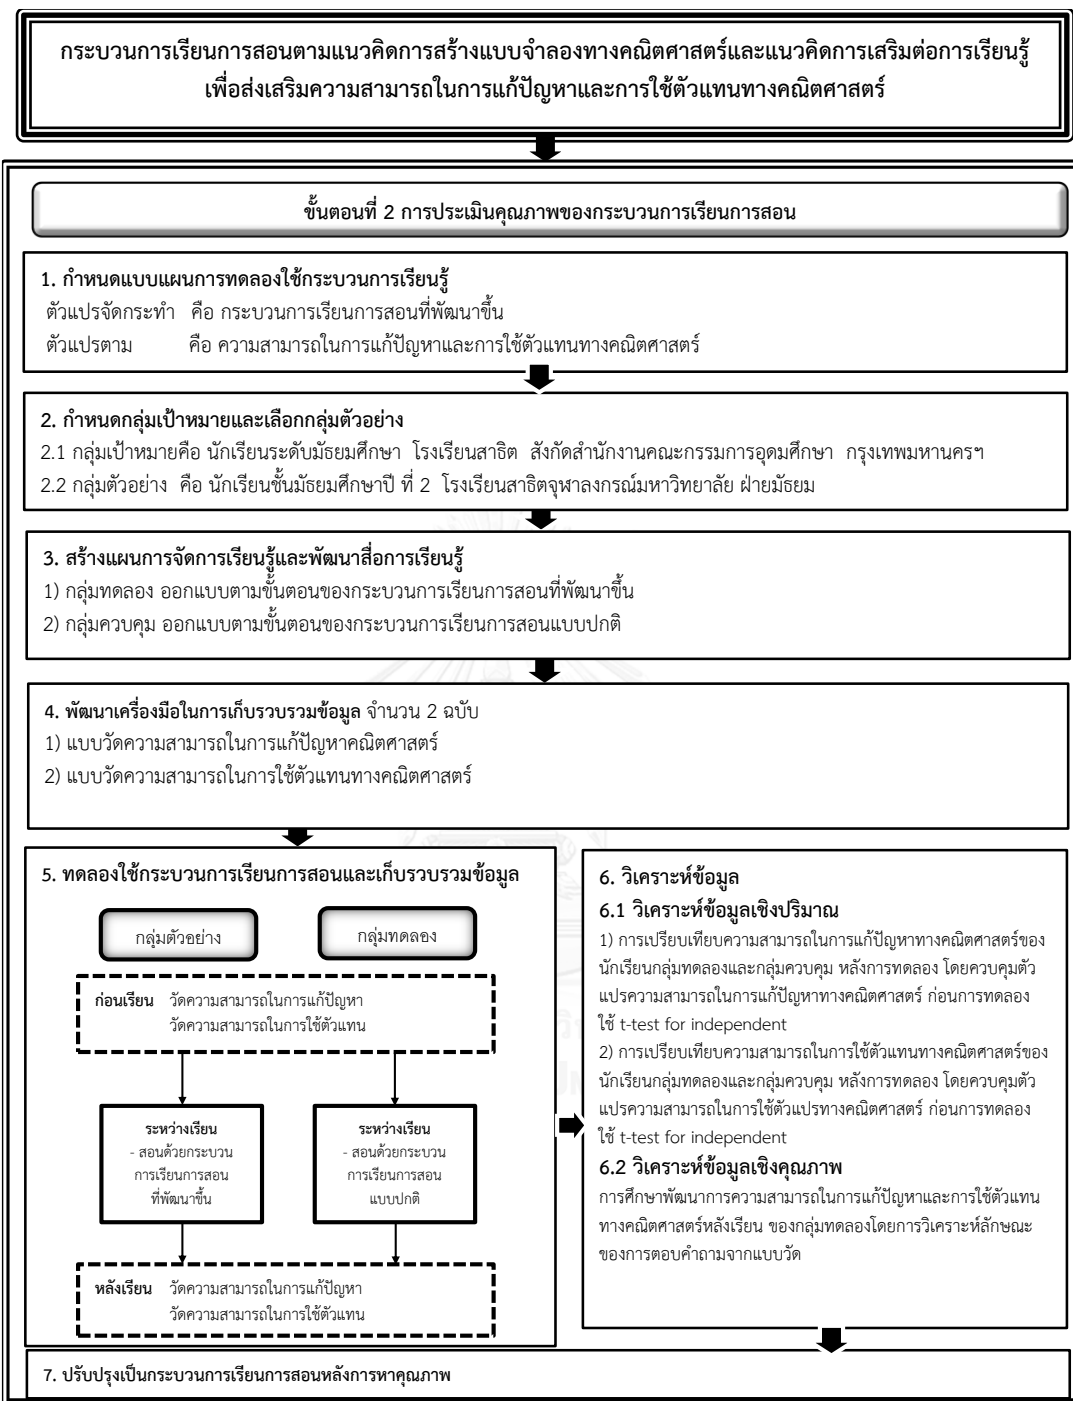 กระบวนการเรียนการสอนตามแนวคิดการสร้างแบบจำลองทางคณิตศาสตร์และแนวคิดการเสริมต่อการเรียนรู้
เพื่อส่งเสริมความสามารถในการแก้ปัญหาและการใช้ตัวแทนทางคณิตศาสตร์
ขั้นตอนที่ 2 การประเมินคุณภาพของกระบวนการเรียนการสอน
1. กำหนดแบบแผนการทดลองใช้กระบวนการเรียนรู้
ตัวแปรจัดกระทำ คือ กระบวนการเรียนการสอนที่พัฒนาขึ้น
ตัวแปรตาม คือ ความสามารถในการแก้ปัญหาและการใช้ตัวแทนทางคณิตศาสตร์
2. กำหนดกลุ่มเป้าหมายและเลือกกลุ่มตัวอย่าง
2.1 กลุ่มเป้าหมายคือ นักเรียนระดับมัธยมศึกษา โรงเรียนสาธิต สังกัดสำนักงานคณะกรรมการอุดมศึกษา กรุงเทพมหานครฯ
2.2 กลุ่มตัวอย่าง คือ นักเรียนชั้นมัธยมศึกษาปี ที่ 2 โรงเรียนสาธิตจุฬาลงกรณ์มหาวิทยาลัย ฝ่ายมัธยม
3. สร้างแผนการจัดการเรียนรู้และพัฒนาสื่อการเรียนรู้
1) กลุ่มทดลอง ออกแบบตามขั้นตอนของกระบวนการเรียนการสอนที่พัฒนาขึ้น
2) กลุ่มควบคุม ออกแบบตามขั้นตอนของกระบวนการเรียนการสอนแบบปกติ
4. พัฒนาเครื่องมือในการเก็บรวบรวมข้อมูล จำนวน 2 ฉบับ
1) แบบวัดความสามารถในการแก้ปัญหาคณิตศาสตร์
2) แบบวัดความสามารถในการใช้ตัวแทนทางคณิตศาสตร์
5. ทดลองใช้กระบวนการเรียนการสอนและเก็บรวบรวมข้อมูล
กลุ่มตัวอย่าง
กลุ่มทดลอง
ก่อนเรียน วัดความสามารถในการแก้ปัญหา
วัดความสามารถในการใช้ตัวแทน
ระหว่างเรียน
- สอนด้วยกระบวน
การเรียนการสอน
ที่พัฒนาขึ้น
ระหว่างเรียน
- สอนด้วยกระบวน
การเรียนการสอน
แบบปกติ
หลังเรียน วัดความสามารถในการแก้ปัญหา
วัดความสามารถในการใช้ตัวแทน
6. วิเคราะห์ข้อมูล
6.1 วิเคราะห์ข้อมูลเชิงปริมาณ
1) การเปรียบเทียบความสามารถในการแก้ปัญหาทางคณิตศาสตร์ของ
นักเรียนกลุ่มทดลองและกลุ่มควบคุม หลังการทดลอง โดยควบคุมตัว
แปรความสามารถในการแก้ปัญหาทางคณิตศาสตร์ ก่อนการทดลอง
ใช้ t-test for independent
2) การเปรียบเทียบความสามารถในการใช้ตัวแทนทางคณิตศาสตร์ของ
นักเรียนกลุ่มทดลองและกลุ่มควบคุม หลังการทดลอง โดยควบคุมตัว
แปรความสามารถในการใช้ตัวแปรทางคณิตศาสตร์ ก่อนการทดลอง
ใช้ t-test for independent
6.2 วิเคราะห์ข้อมูลเชิงคุณภาพ
การศึกษาพัฒนาการความสามารถในการแก้ปัญหาและการใช้ตัวแทน
ทางคณิตศาสตร์หลังเรียน ของกลุ่มทดลองโดยการวิเคราะห์ลักษณะ
ของการตอบคำถามจากแบบวัด
7. ปรับปรุงเป็นกระบวนการเรียนการสอนหลังการหาคุณภาพ